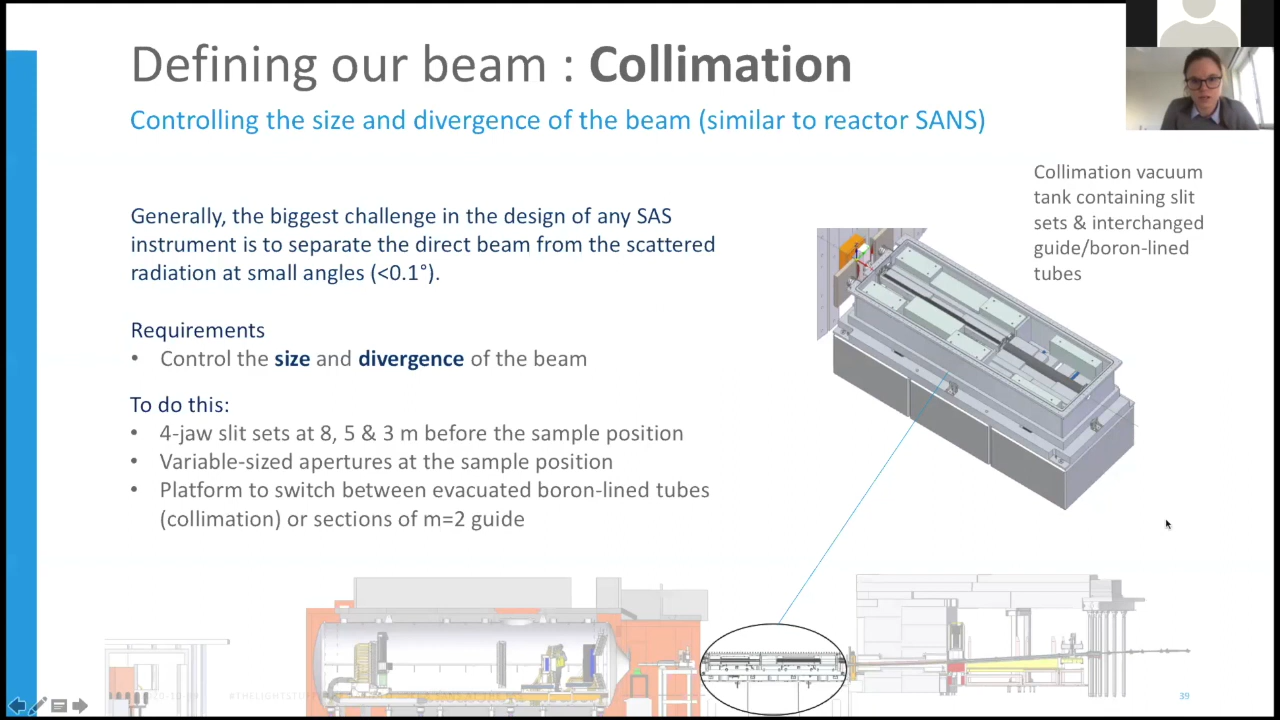 Defining our beam : Collimation
Controlling the size and divergence of the beam (similar to reactor SANS)
Collimation vacuum
tank containing slit
sets & interchanged
guide/boron-lined
tubes
Generally, the biggest challenge in the design of any SAS
instrument is to separate the direct beam from the scattered
radiation at small angles (<0.1°).
Requirements
• Control the size and divergence of the beam
To do this:
• 4-jaw slit sets at 8, 5 & 3 m before the sample position
• Variable-sized apertures at the sample position
• Platform to switch between evacuated boron-lined tubes
(collimation) or sections of m=2 guide
39